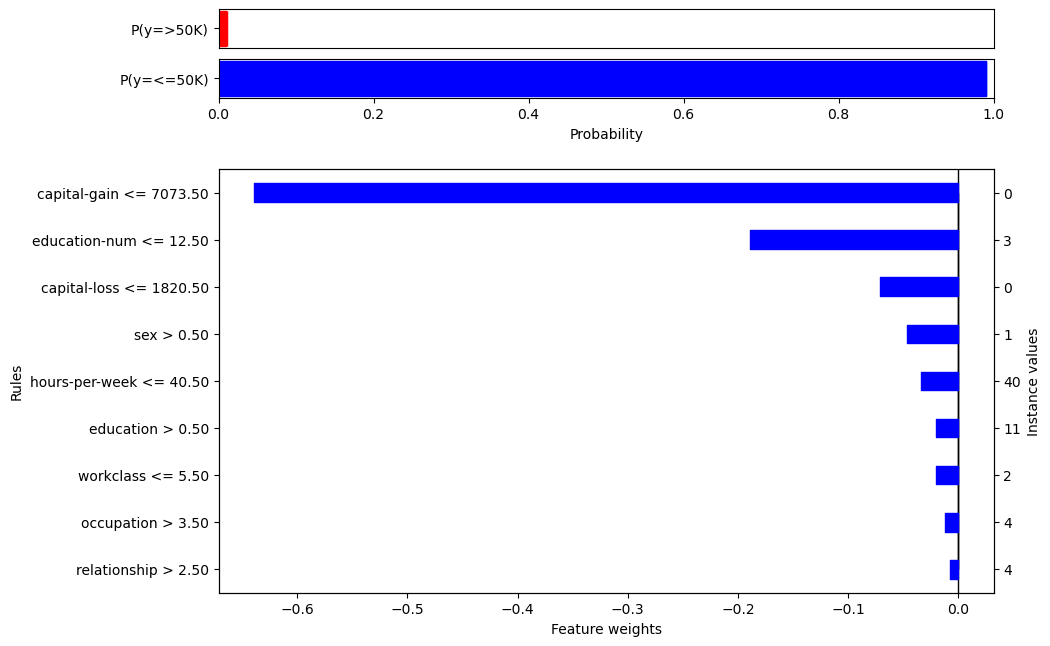 P(y=>50K)
P(y=<=50K)
0.0 0.2 0.4 0.6 0.8 1.0
Probability
capital-gain <= 7073.50 0
education-num <= 12.50 3
capital-loss <= 1820.50 0
sex > 0.50 1
hours-per-week <= 40.50 40
education > 0.50 11
workclass <= 5.50 2
occupation > 3.50 4
relationship > 2.50 4
Rules
Instance values
−0.6 −0.5 −0.4 −0.3 −0.2 −0.1 0.0
Feature weights